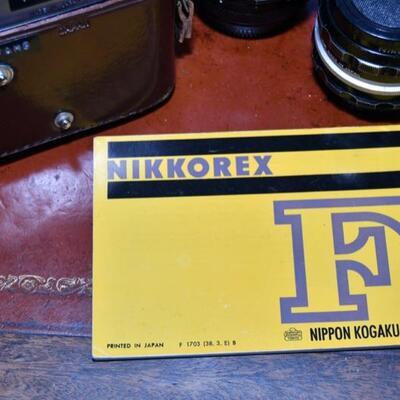 NIKKOREX
F
NIPPON KOGAKU
PRINTED IN JAPAN F 1703 (38. 3. E) B